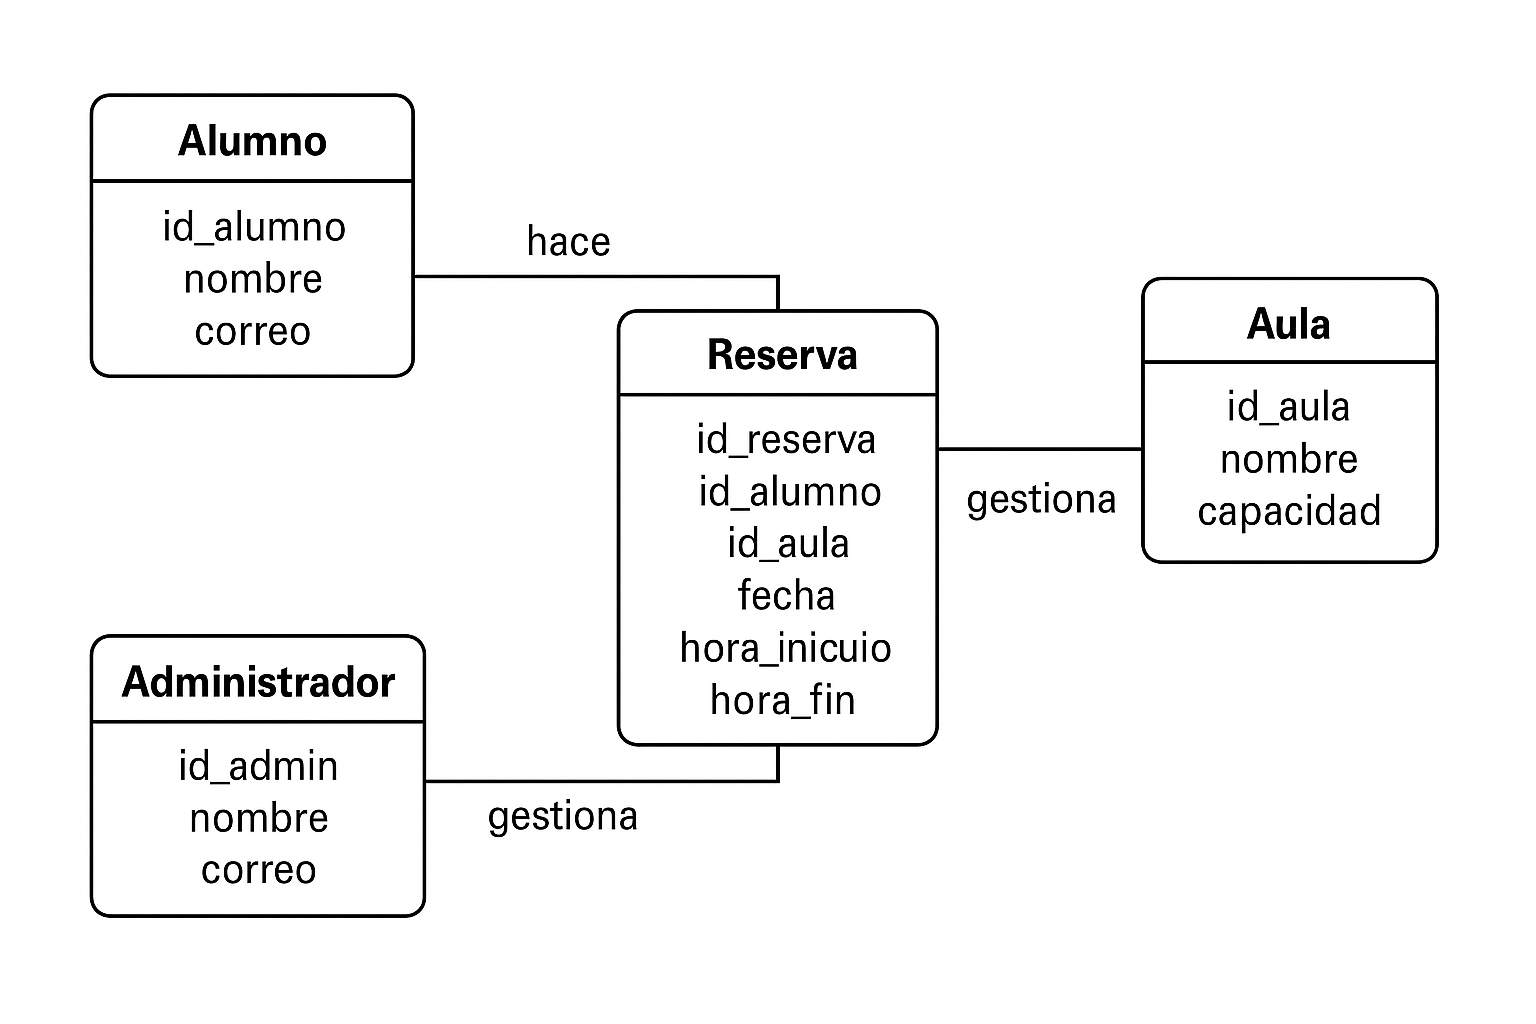 Alumno
id_alumno
nombre
correo
hace
Reserva
id_reserva
id_alumno
id_aula
fecha
hora_inicuio
hora_fin
gestiona
Aula
id_aula
nombre
capacidad
Administrador
id_admin
nombre
correo
gestiona